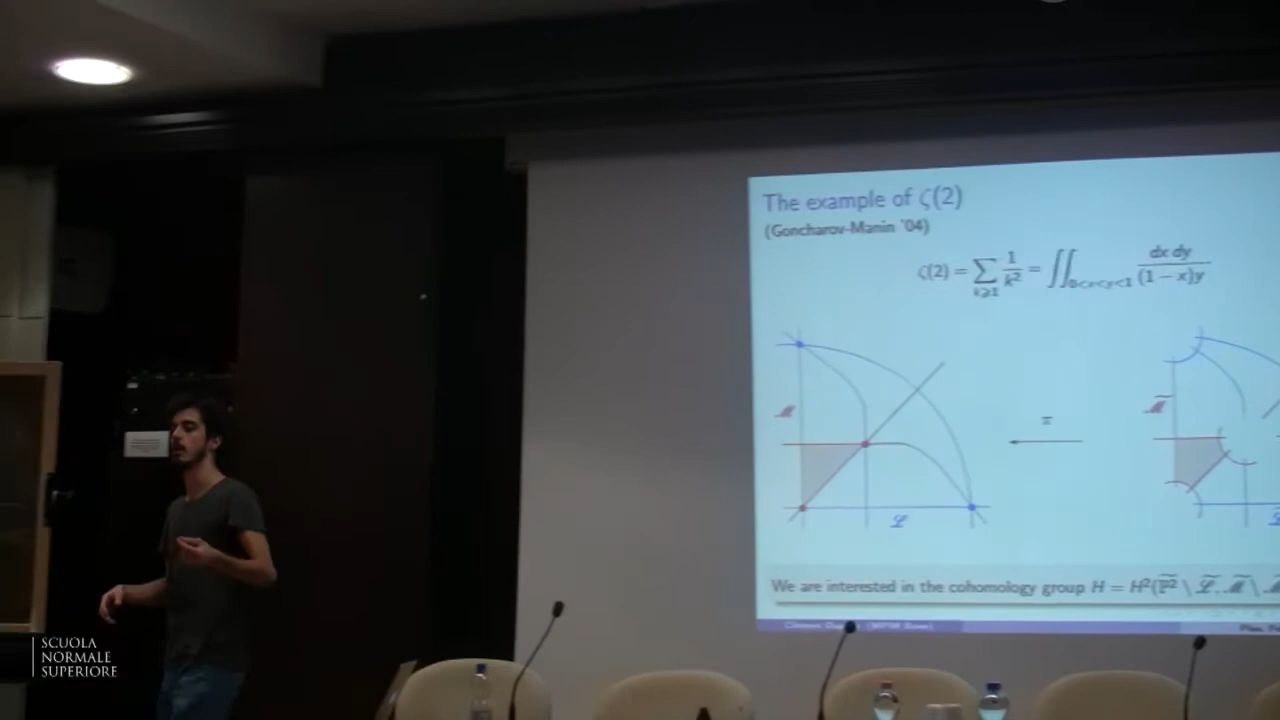 The example of ζ(2)
(Goncharov-Manin '04)
ζ(2) = ∑_{k⩾1} 1/k² = ∬_{0<x<y<1} dx dy / (1 − x)y
ℳ
π
ℳ̃
ℒ
We are interested in the cohomology group H = H²(ℙ̃² \ ℒ̃, ℳ̃ \
SCUOLA
NORMALE
SUPERIORE